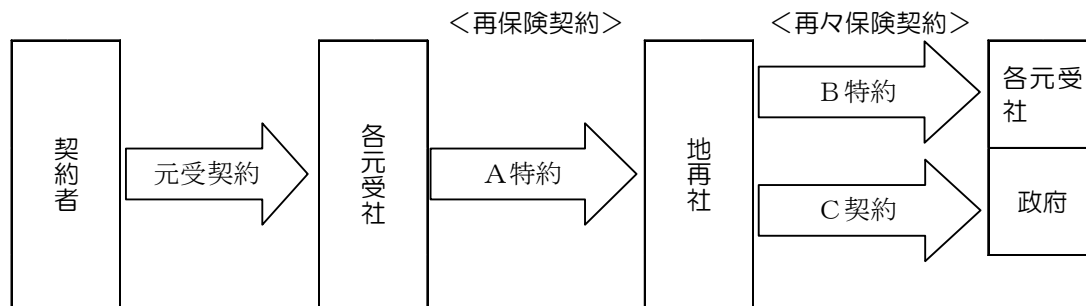 ＜再保険契約＞
＜再々保険契約＞
契約者
元受契約
各元受社
Ａ特約
地再社
Ｂ特約
Ｃ契約
各元受
社
政府